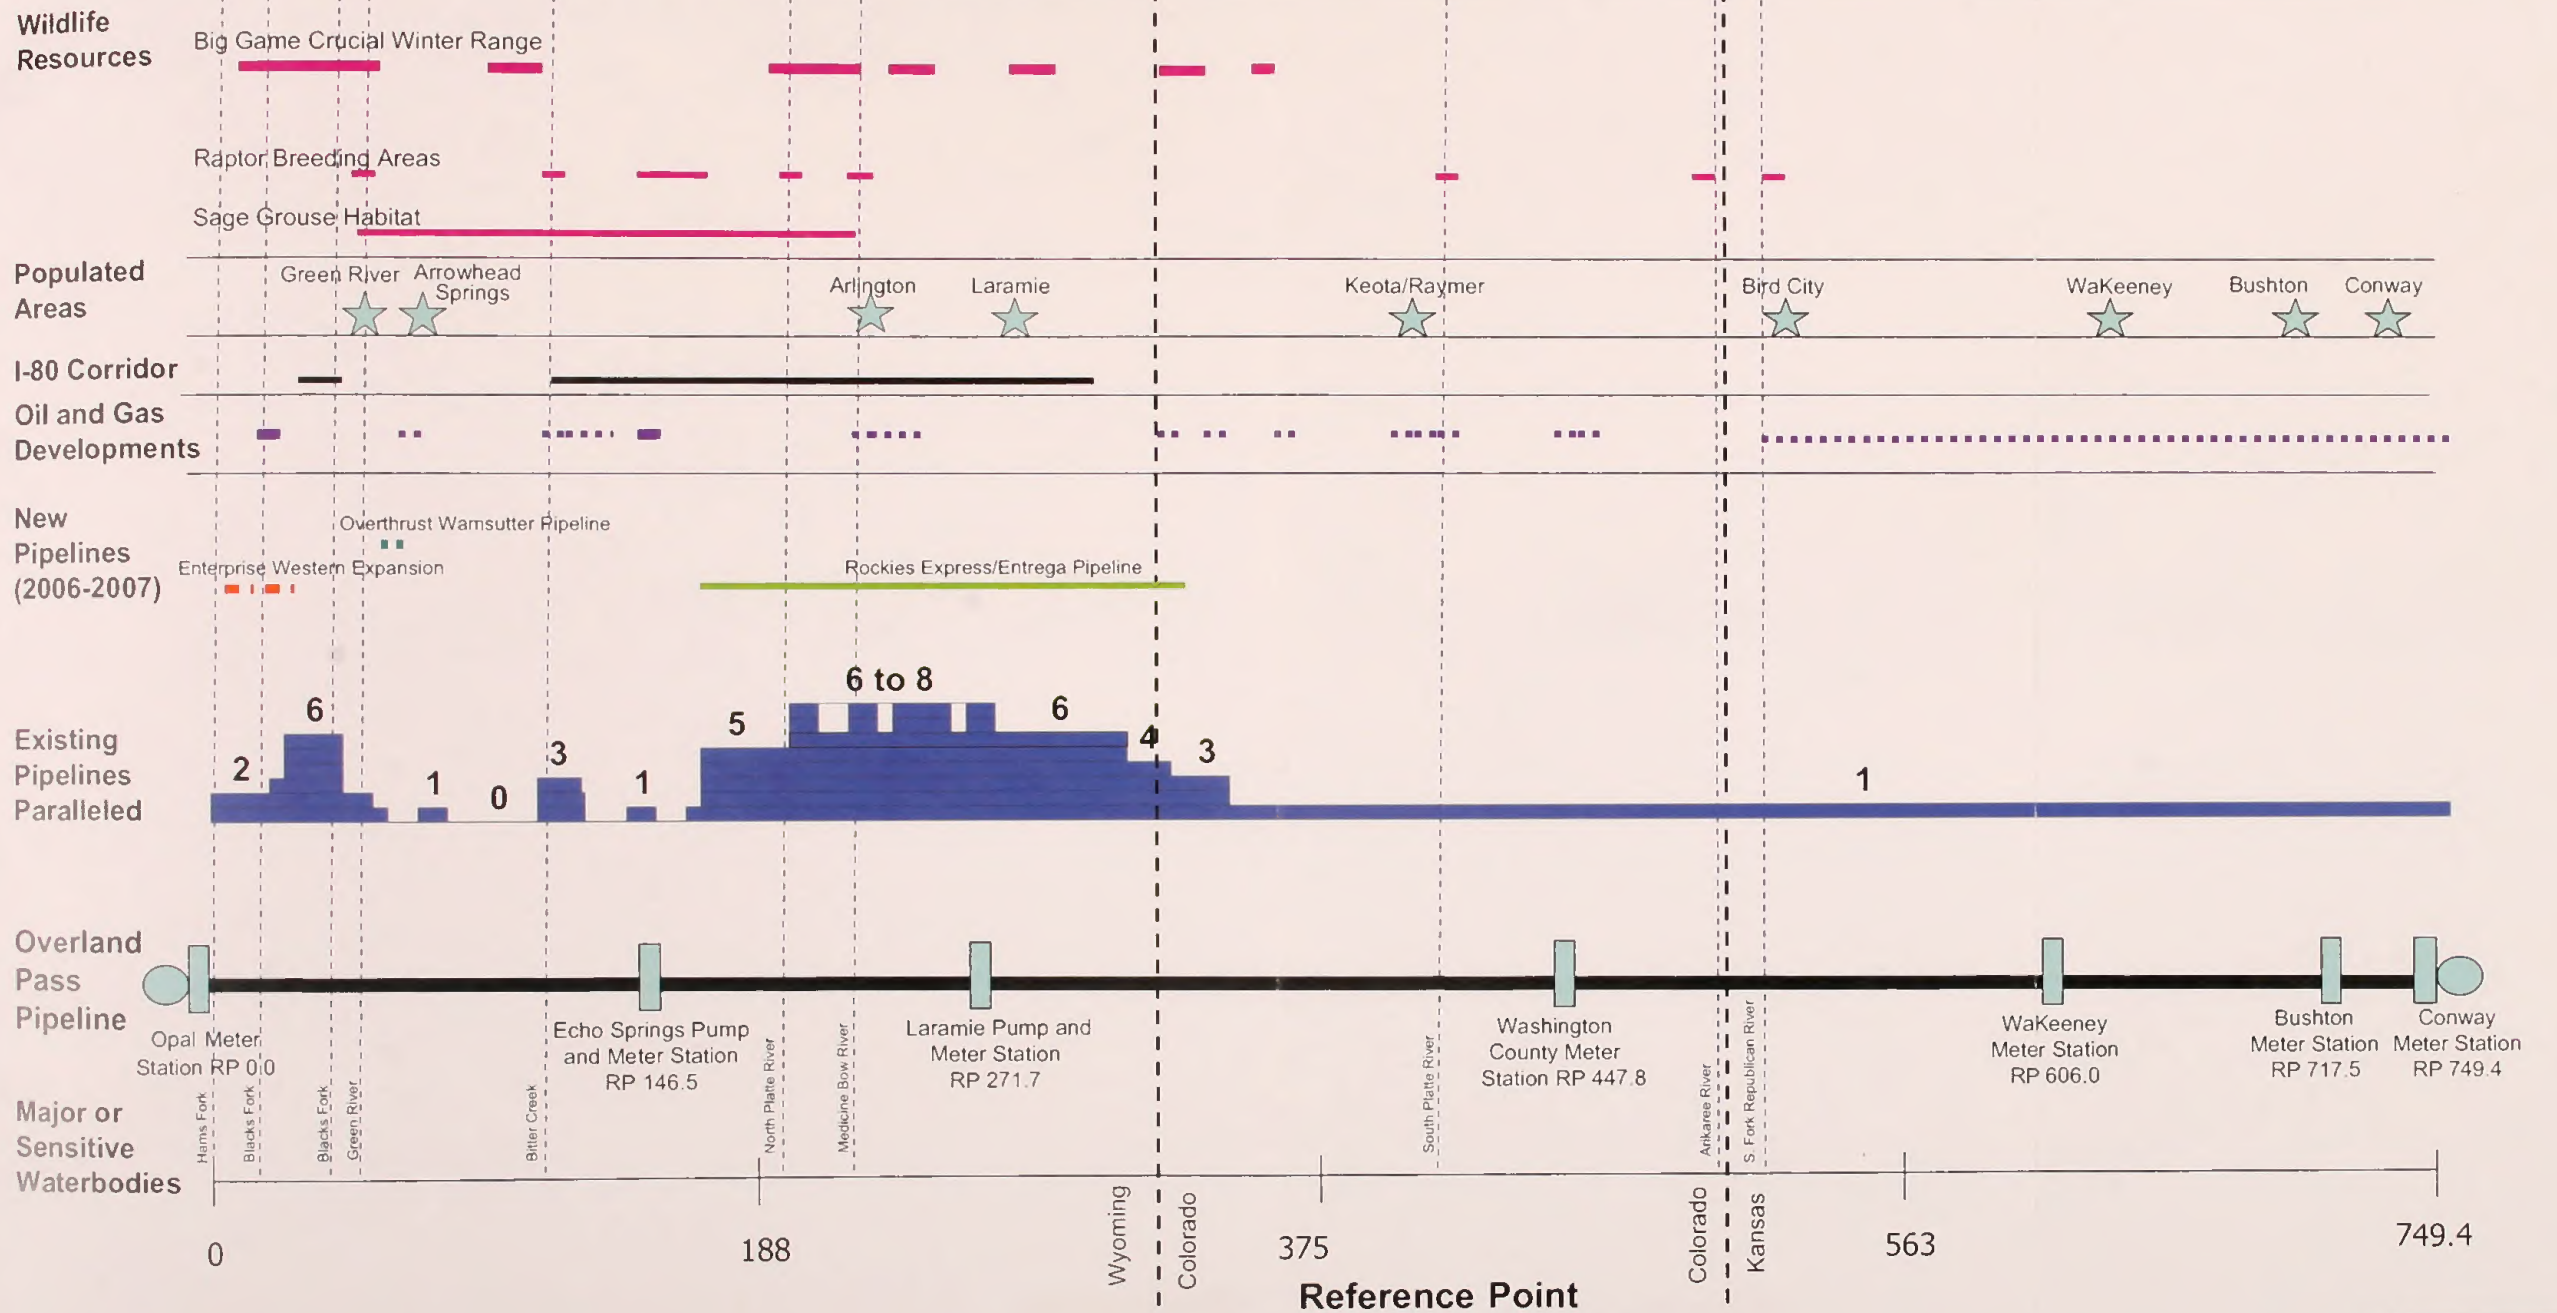 Wildlife
Resources
Big Game Crucial Winter Range
Raptor Breeding Areas
Sage Grouse Habitat
Populated
Areas
Green River
Arrowhead
Springs
Arlington
Laramie
Keota/Raymer
Bird City
WaKeeney
Bushton
Conway
I-80 Corridor
Oil and Gas
Developments
New
Pipelines
(2006-2007)
Overthrust Wamsutter Pipeline
Enterprise Western Expansion
Rockies Express/Entrega Pipeline
Existing
Pipelines
Paralleled
2
6
1
0
3
1
5
6 to 8
6
4
3
1
Overland
Pass
Pipeline
Opal Meter
Station RP 0.0
Echo Springs Pump
and Meter Station
RP 146.5
Laramie Pump and
Meter Station
RP 271.7
Washington
County Meter
Station RP 447.8
WaKeeney
Meter Station
RP 606.0
Bushton
Meter Station
RP 717.5
Conway
Meter Station
RP 749.4
Major or
Sensitive
Waterbodies
Hams Fork
Blacks Fork
Blacks Fork
Green River
Bitter Creek
North Platte River
Medicine Bow River
South Platte River
Arikaree River
S. Fork Republican River
Wyoming
Colorado
Colorado
Kansas
0
188
375
563
749.4
Reference Point